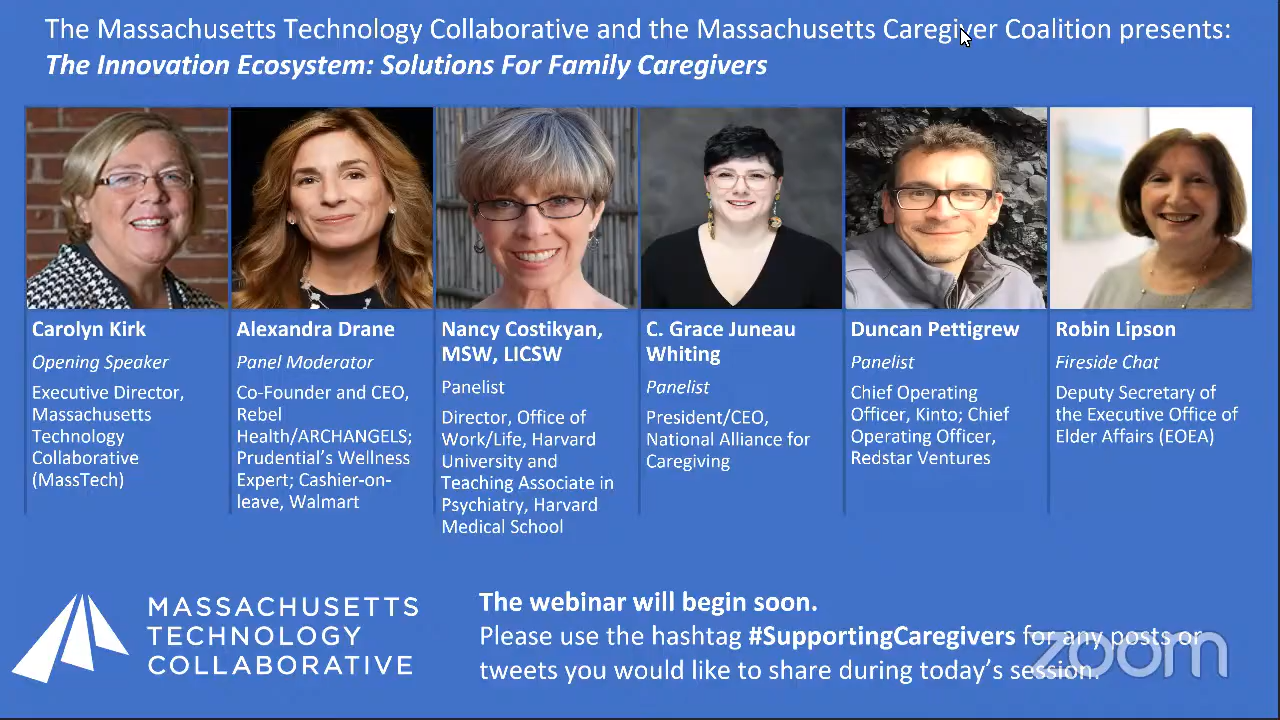 The Massachusetts Technology Collaborative and the Massachusetts Caregiver Coalition presents:
The Innovation Ecosystem: Solutions For Family Caregivers
Carolyn Kirk
Opening Speaker
Executive Director,
Massachusetts
Technology
Collaborative
(MassTech)
Alexandra Drane
Panel Moderator
Co-Founder and CEO,
Rebel
Health/ARCHANGELS;
Prudential’s Wellness
Expert; Cashier-on-
leave, Walmart
Nancy Costikyan,
MSW, LICSW
Panelist
Director, Office of
Work/Life, Harvard
University and
Teaching Associate in
Psychiatry, Harvard
Medical School
C. Grace Juneau
Whiting
Panelist
President/CEO,
National Alliance for
Caregiving
Duncan Pettigrew
Panelist
Chief Operating
Officer, Kinto; Chief
Operating Officer,
Redstar Ventures
Robin Lipson
Fireside Chat
Deputy Secretary of
the Executive Office of
Elder Affairs (EOEA)
MASSACHUSETTS
TECHNOLOGY
COLLABORATIVE
The webinar will begin soon.
Please use the hashtag #SupportingCaregivers for any posts or
tweets you would like to share during today’s session.
zoom